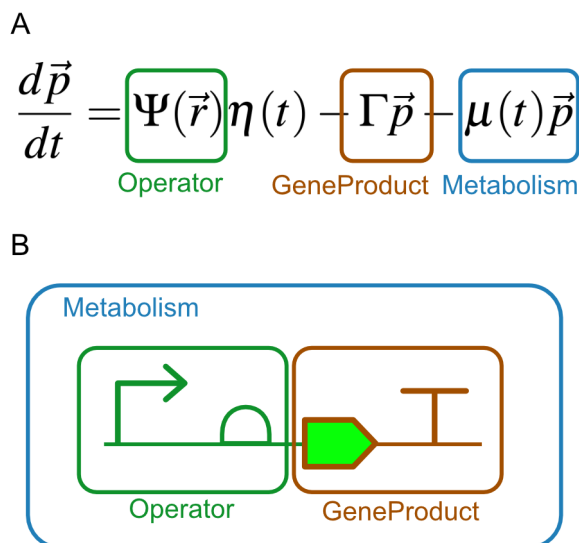 A
dp⃗/dt = Ψ(r⃗)η(t) − Γp⃗ − μ(t)p⃗
Operator GeneProduct Metabolism
B
Metabolism
Operator GeneProduct